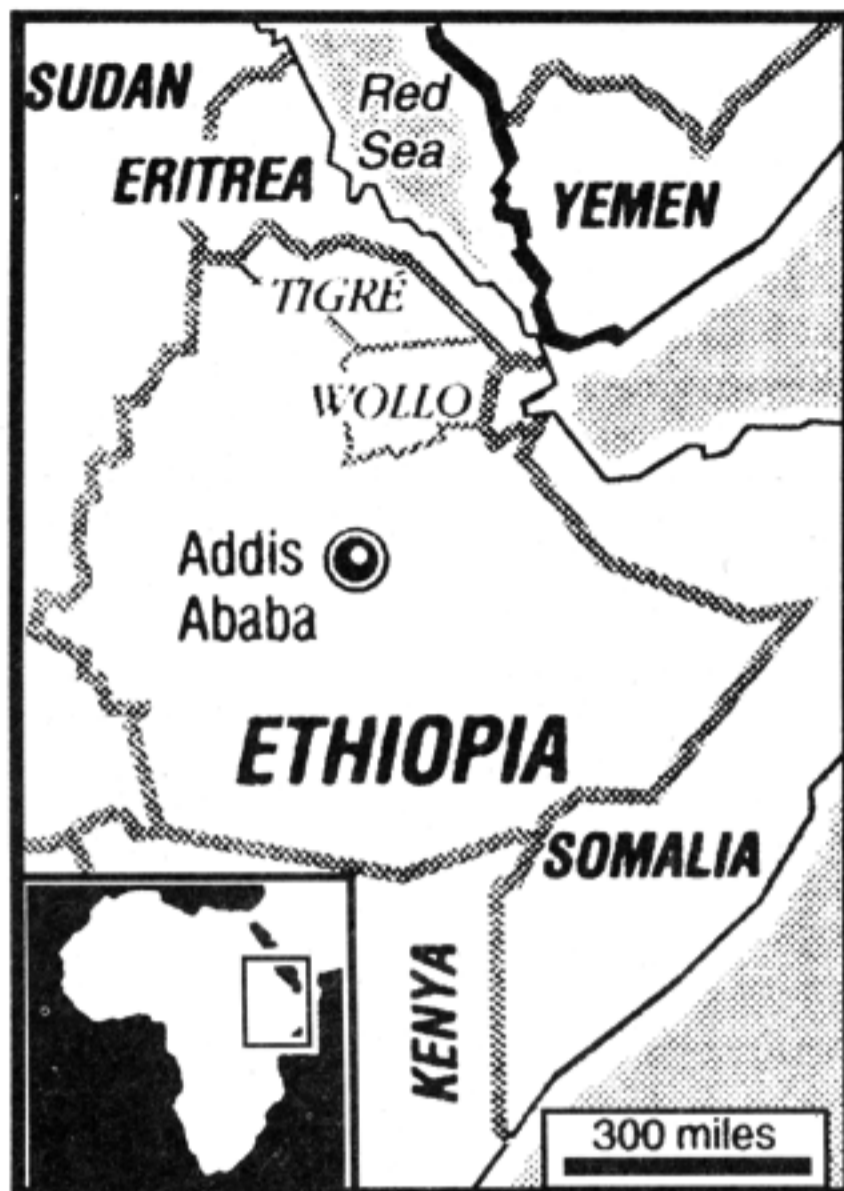 SUDAN
Red
Sea
ERITREA
YEMEN
TIGRÉ
WOLLO
Addis
Ababa
ETHIOPIA
SOMALIA
KENYA
300 miles